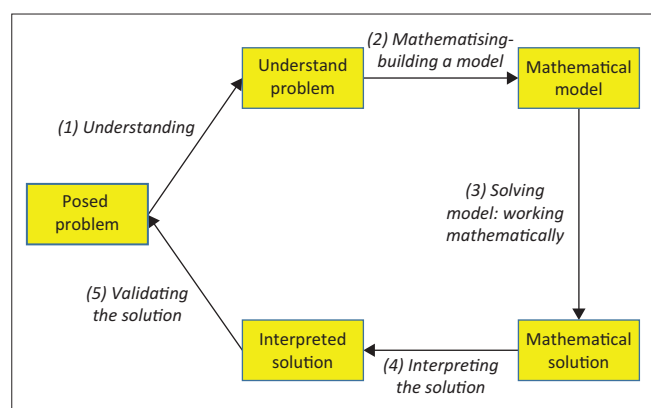 (2) Mathematising-
building a model
Understand
problem
Mathematical
model
(1) Understanding
(3) Solving
model: working
mathematically
Posed
problem
(5) Validating
the solution
Interpreted
solution
Mathematical
solution
(4) Interpreting
the solution